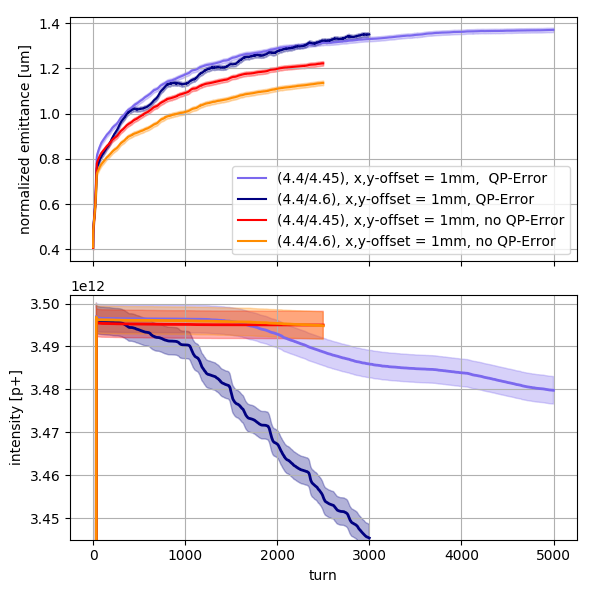 1.4
1.2
1.0
0.8
0.6
0.4
normalized emittance [um]
(4.4/4.45), x,y-offset = 1mm,  QP-Error
(4.4/4.6), x,y-offset = 1mm, QP-Error
(4.4/4.45), x,y-offset = 1mm, no QP-Error
(4.4/4.6), x,y-offset = 1mm, no QP-Error
1e12
3.50
3.49
3.48
3.47
3.46
3.45
intensity [p+]
0 1000 2000 3000 4000 5000
turn